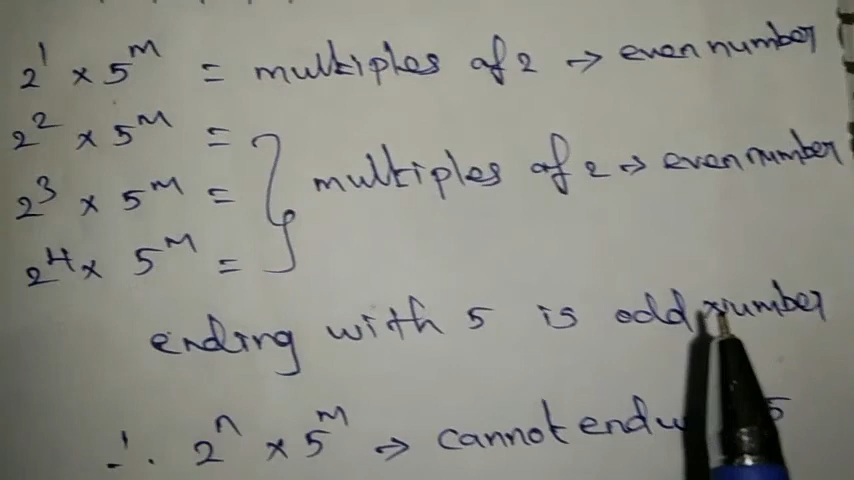 2¹ × 5ᵐ = multiples of 2 → even number
2² × 5ᵐ =
2³ × 5ᵐ = } multiples of 2 → even number
2⁴ × 5ᵐ =
ending with 5 is odd number
∴ 2ⁿ × 5ᵐ → cannot end 5